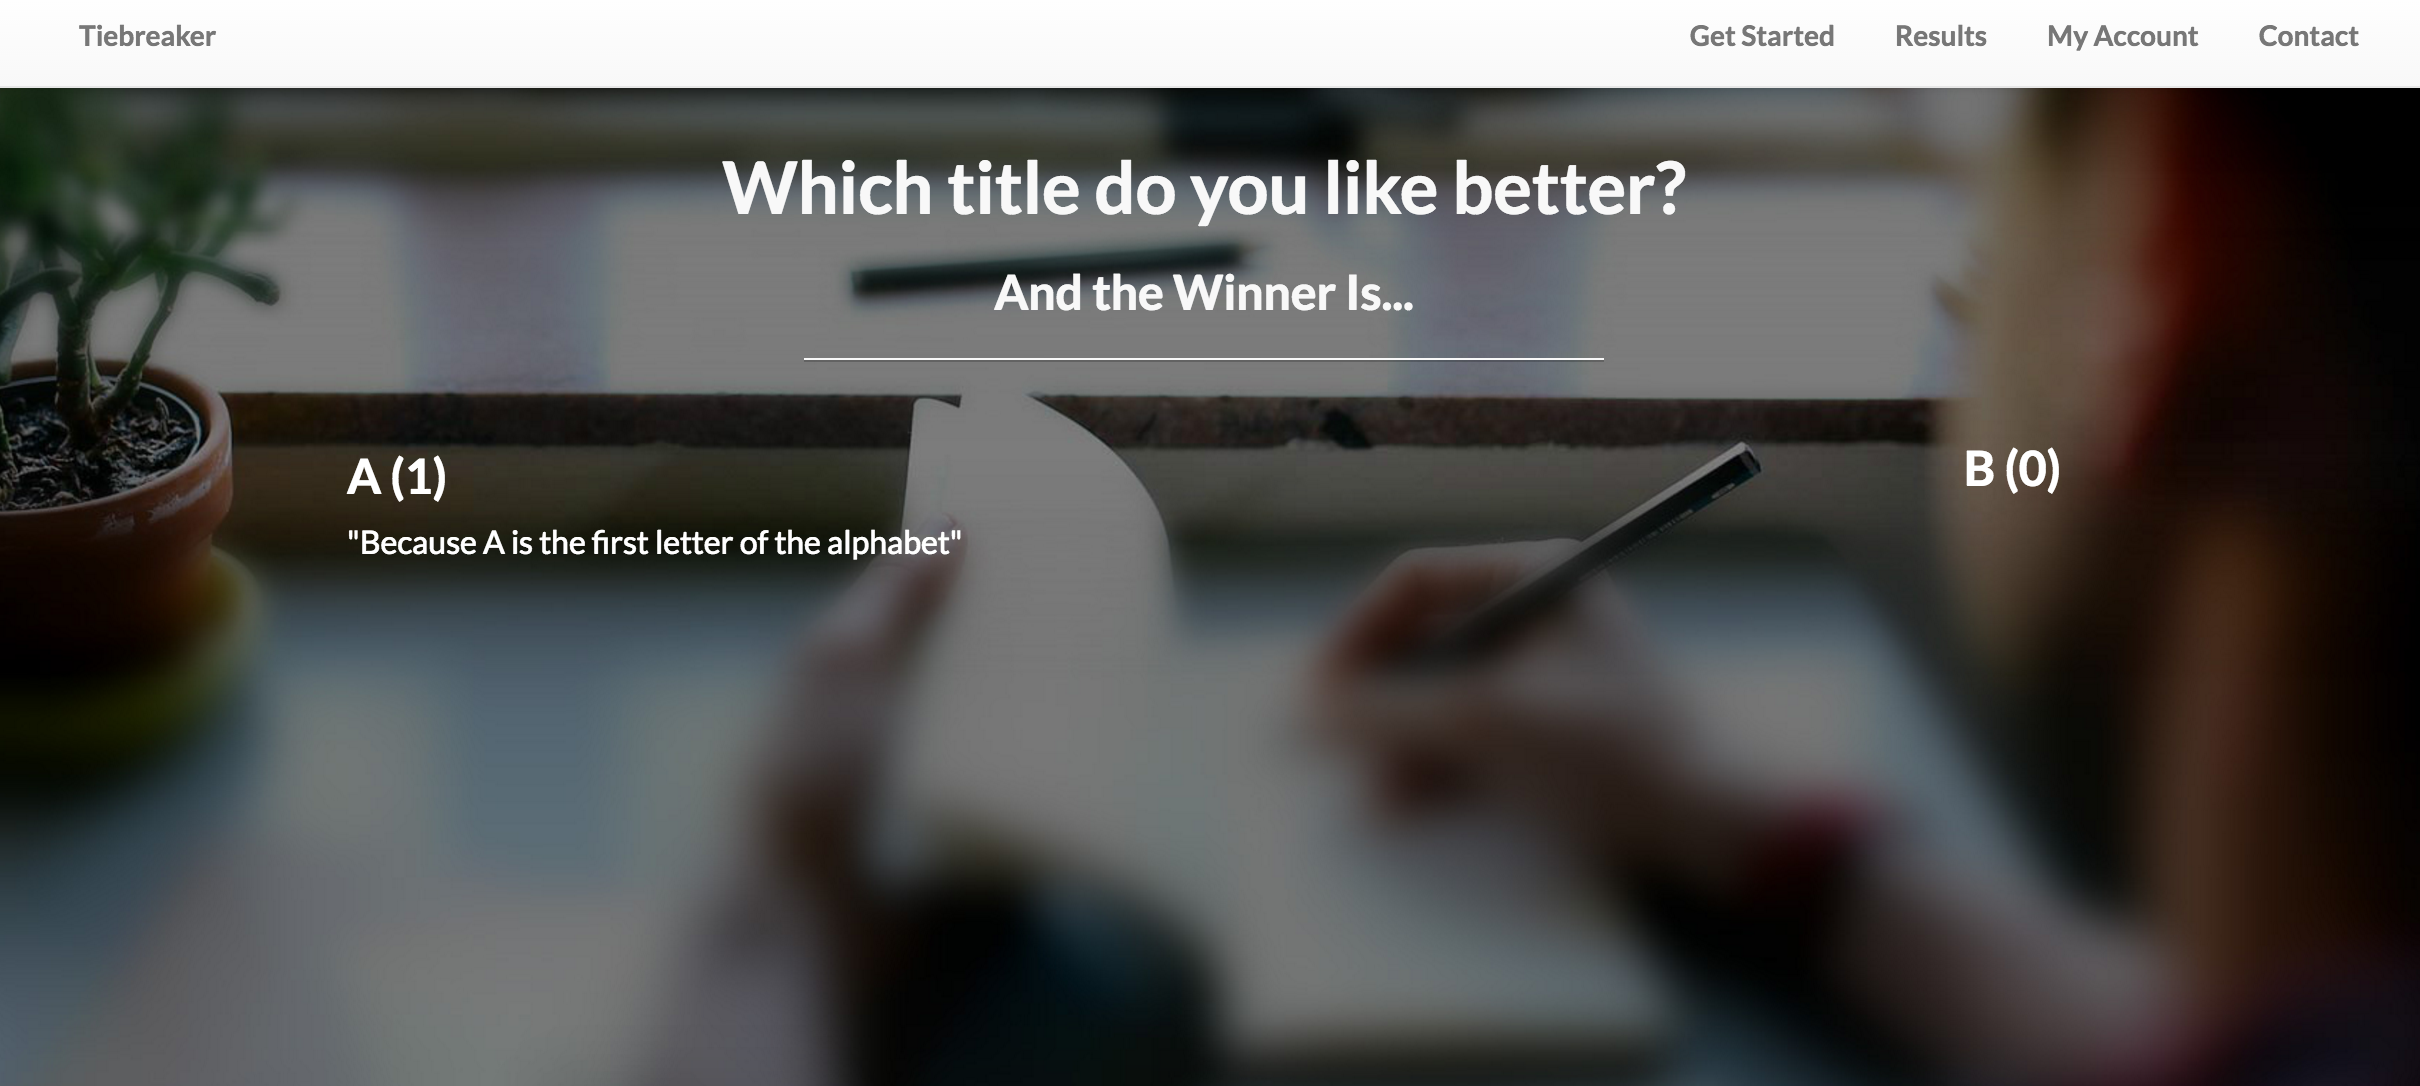 Tiebreaker
Get Started
Results
My Account
Contact
Which title do you like better?
And the Winner Is...
A (1)
"Because A is the first letter of the alphabet"
B (0)